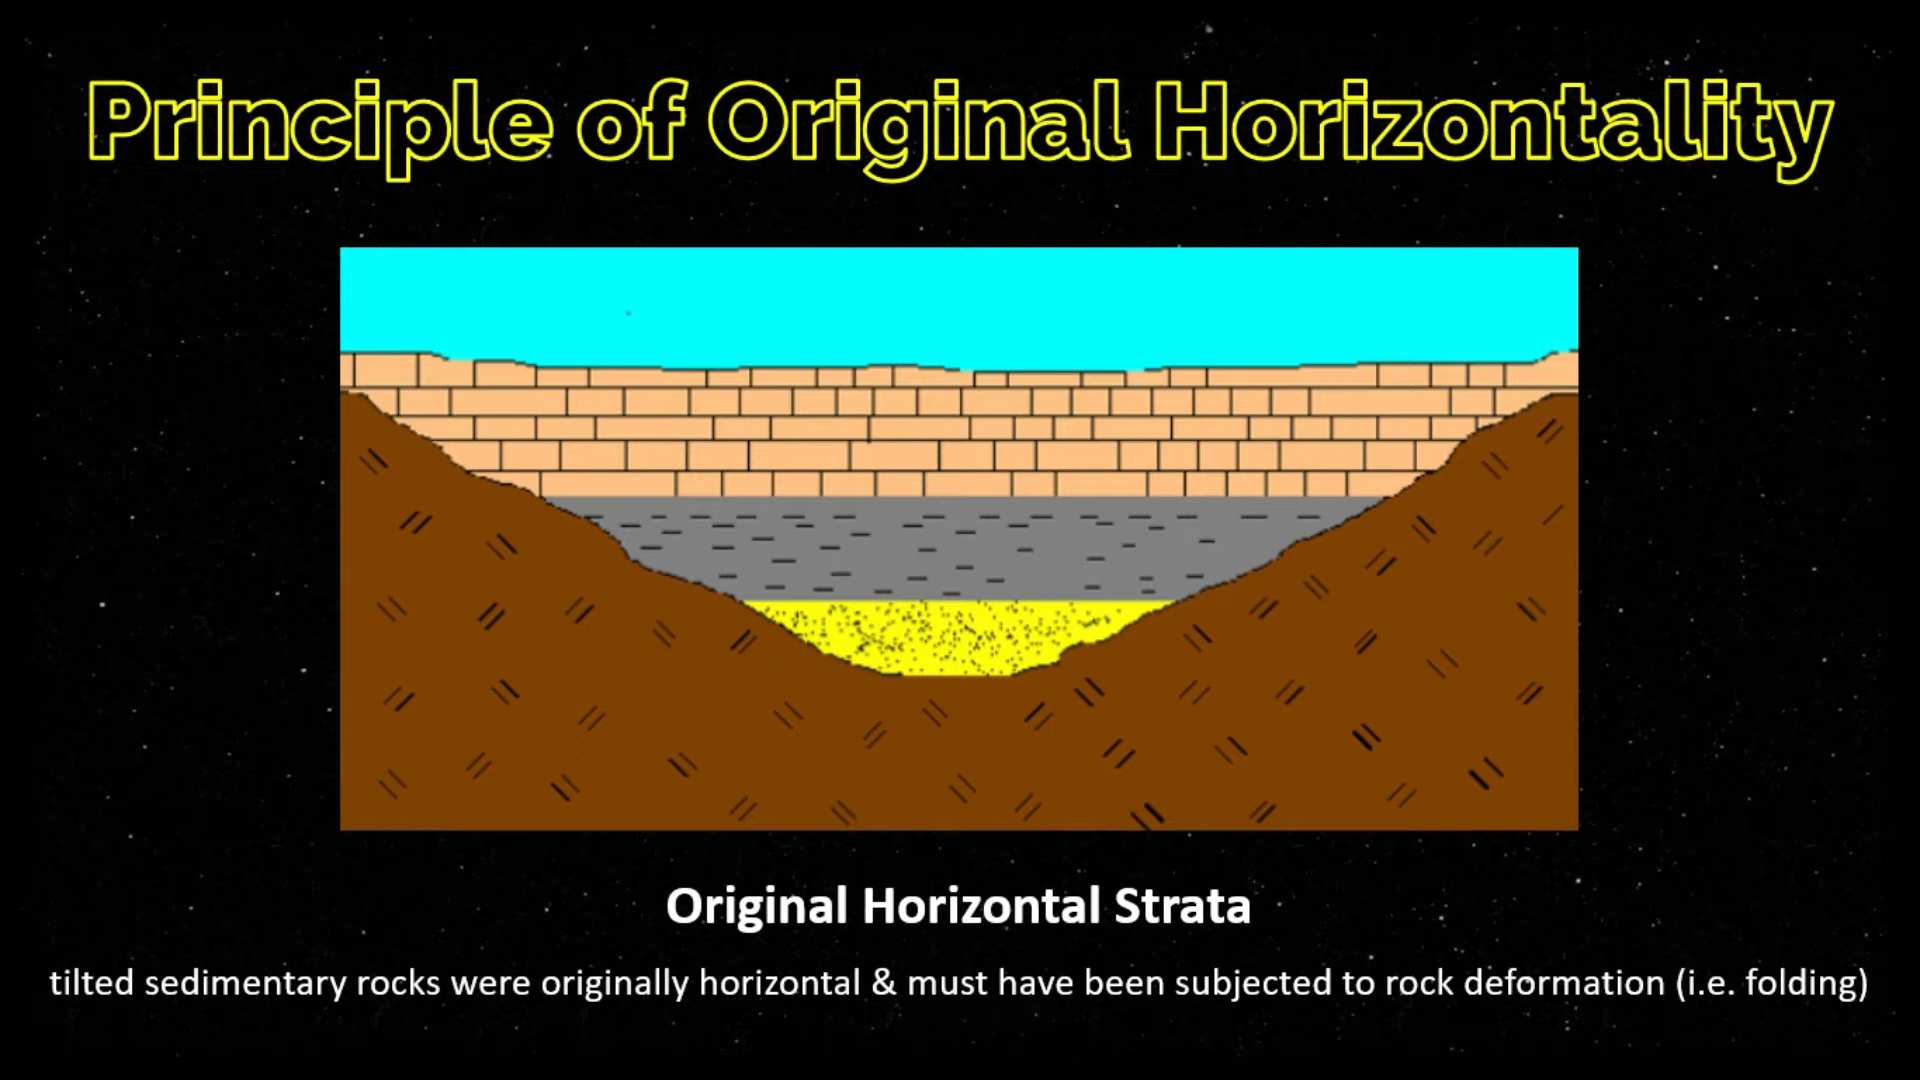 Principle of Original Horizontality
Original Horizontal Strata
tilted sedimentary rocks were originally horizontal & must have been subjected to rock deformation (i.e. folding)